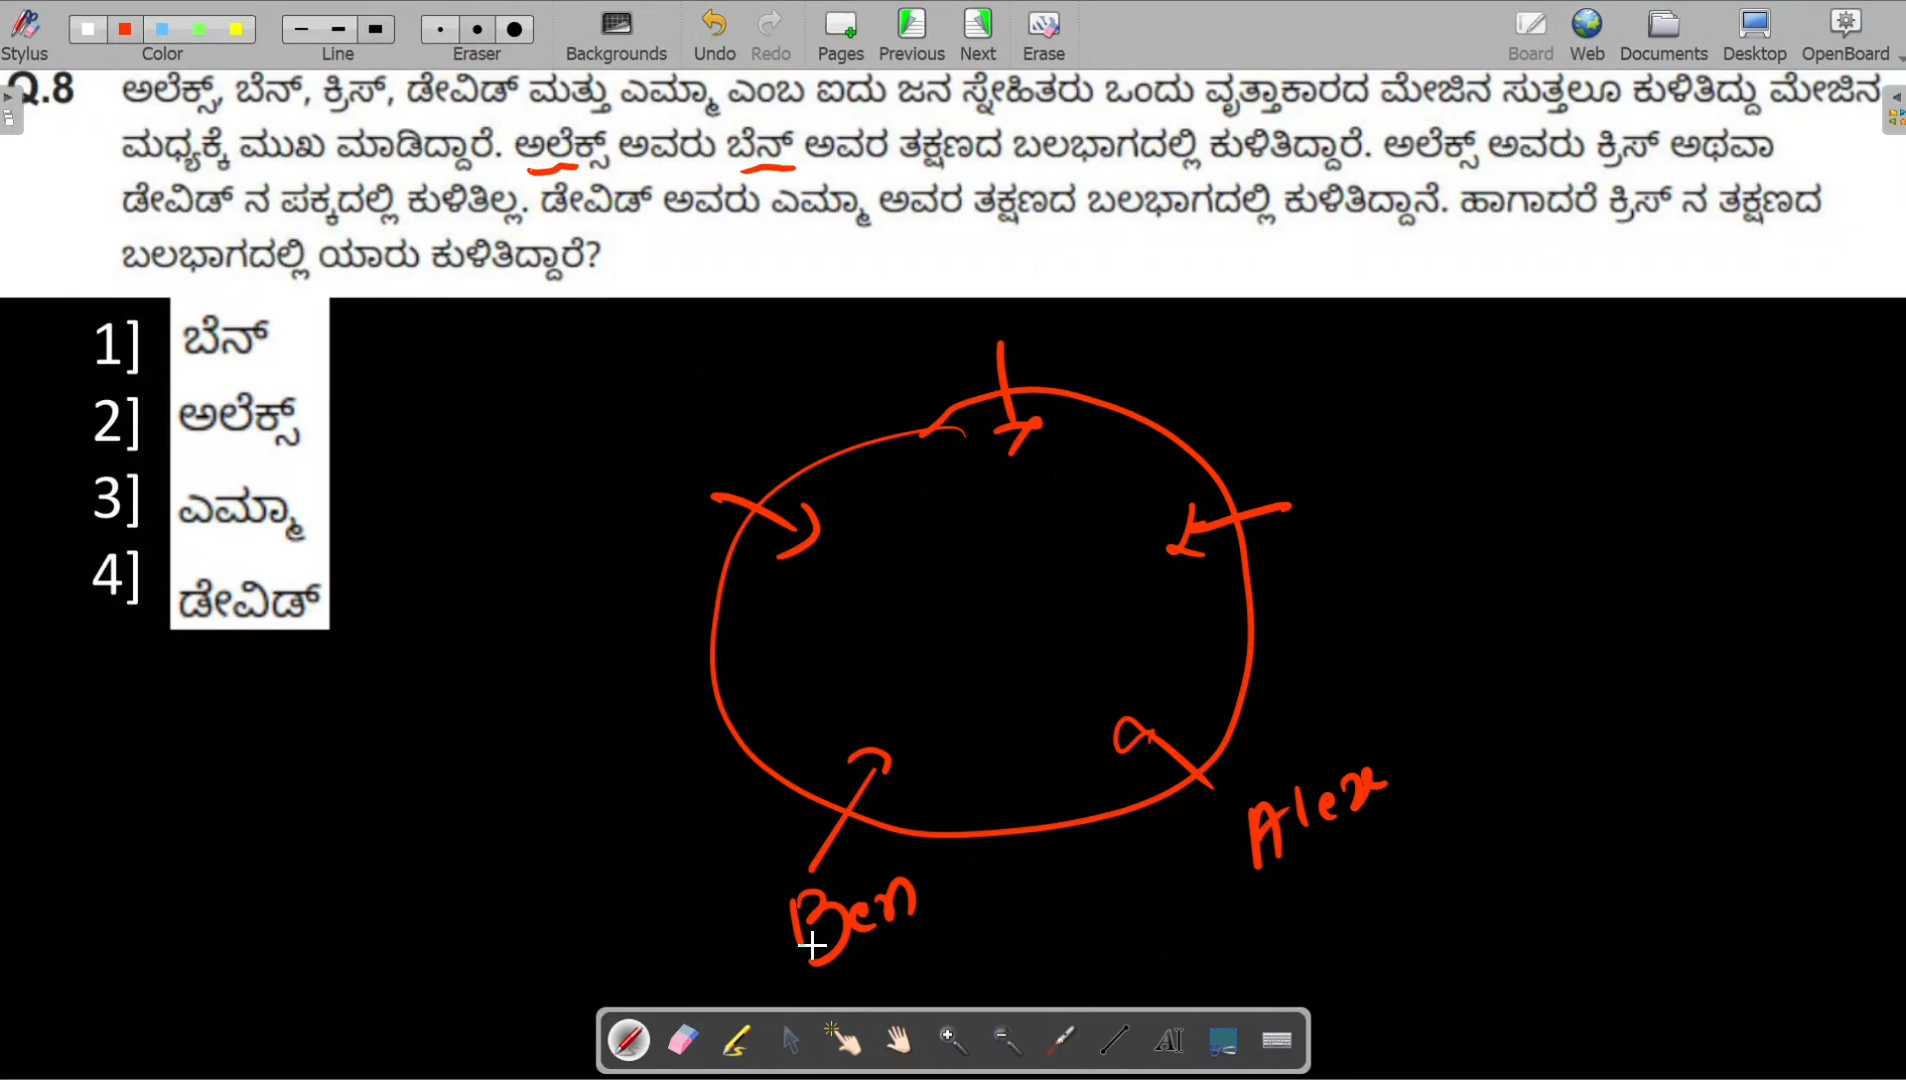 Stylus Color Line Eraser Backgrounds Undo Redo Pages Previous Next Erase Board Web Documents Desktop OpenBoard
Q.8 ಅಲೆಕ್ಸ್, ಬೆನ್, ಕ್ರಿಸ್, ಡೇವಿಡ್ ಮತ್ತು ಎಮ್ಮಾ ಎಂಬ ಐದು ಜನ ಸ್ನೇಹಿತರು ಒಂದು ವೃತ್ತಾಕಾರದ ಮೇಜಿನ ಸುತ್ತಲೂ ಕುಳಿತಿದ್ದು ಮೇಜಿನ
ಮಧ್ಯಕ್ಕೆ ಮುಖ ಮಾಡಿದ್ದಾರೆ. ಅಲೆಕ್ಸ್ ಅವರು ಬೆನ್ ಅವರ ತಕ್ಷಣದ ಬಲಭಾಗದಲ್ಲಿ ಕುಳಿತಿದ್ದಾರೆ. ಅಲೆಕ್ಸ್ ಅವರು ಕ್ರಿಸ್ ಅಥವಾ
ಡೇವಿಡ್ ನ ಪಕ್ಕದಲ್ಲಿ ಕುಳಿತಿಲ್ಲ. ಡೇವಿಡ್ ಅವರು ಎಮ್ಮಾ ಅವರ ತಕ್ಷಣದ ಬಲಭಾಗದಲ್ಲಿ ಕುಳಿತಿದ್ದಾನೆ. ಹಾಗಾದರೆ ಕ್ರಿಸ್ ನ ತಕ್ಷಣದ
ಬಲಭಾಗದಲ್ಲಿ ಯಾರು ಕುಳಿತಿದ್ದಾರೆ?
1] ಬೆನ್
2] ಅಲೆಕ್ಸ್
3] ಎಮ್ಮಾ
4] ಡೇವಿಡ್
Alex
Ben